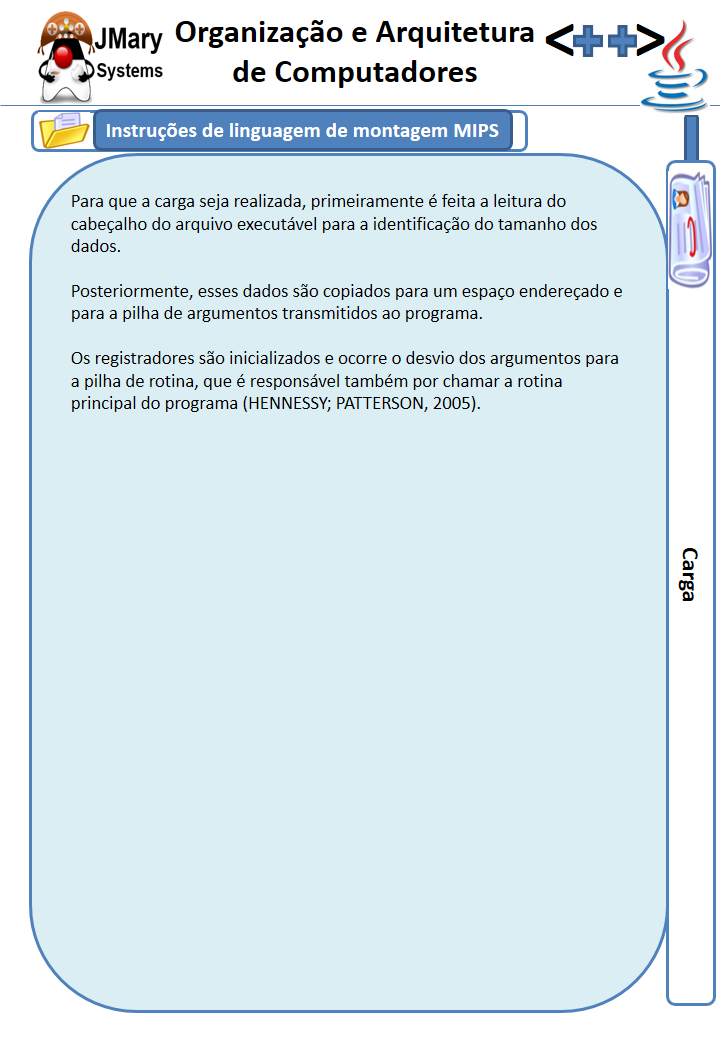 JMary
Systems
Organização e Arquitetura
de Computadores
<++>
Instruções de linguagem de montagem MIPS
Para que a carga seja realizada, primeiramente é feita a leitura do
cabeçalho do arquivo executável para a identificação do tamanho dos
dados.
Posteriormente, esses dados são copiados para um espaço endereçado e
para a pilha de argumentos transmitidos ao programa.
Os registradores são inicializados e ocorre o desvio dos argumentos para
a pilha de rotina, que é responsável também por chamar a rotina
principal do programa (HENNESSY; PATTERSON, 2005).
Carga